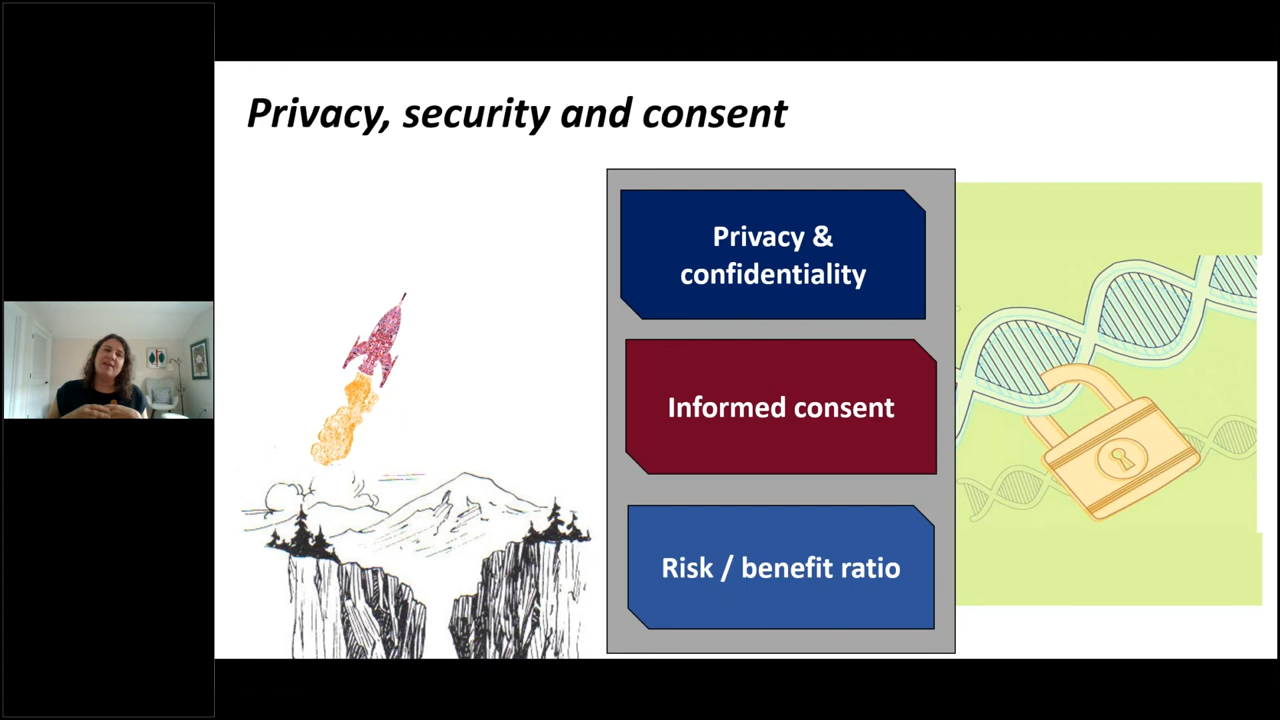 Privacy, security and consent
Privacy &
confidentiality
Informed consent
Risk / benefit ratio